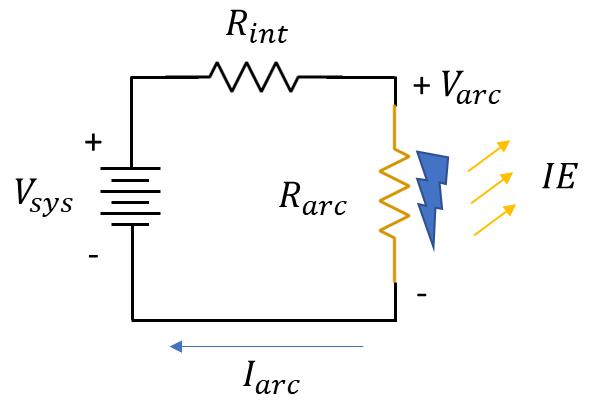 R_int
+ V_arc
+
V_sys
R_arc
IE
-
-
I_arc